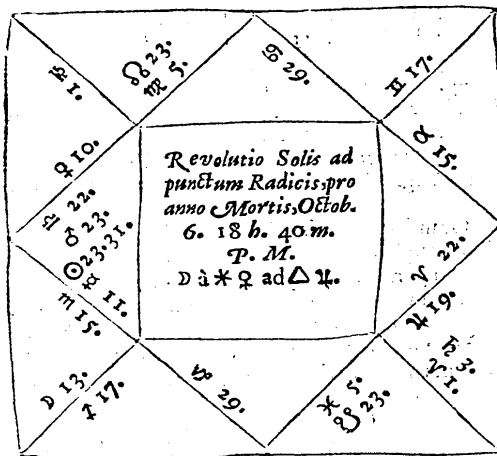 ☊ 23.
♍ 5.
♋ 29.
♊ 17.
♎ 1.
♉ 15.
♀ 10.
♎ 22.
♂ 23.
☉ 23. 31.
☿ 11.
♏ 15.
Revolutio Solis ad
punctum Radicis, pro
anno Mortis, Octob.
6. 18 h. 40 m.
P. M.
☽ à ⚹ ♀ ad △ ♃.
♈ 22.
♃ 19.
♄ 3.
♈ 1.
☽ 13.
♐ 17.
♑ 29.
♓ 5.
☋ 23.